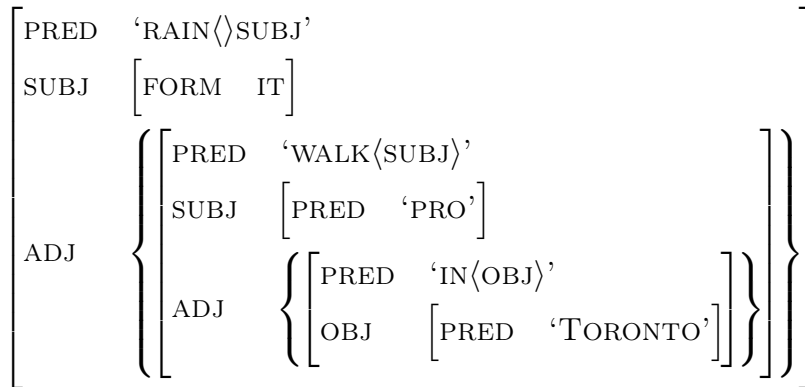 PRED ‘RAIN⟨⟩SUBJ’
SUBJ [FORM IT]
PRED ‘WALK⟨SUBJ⟩’
SUBJ [PRED ‘PRO’]
ADJ
PRED ‘IN⟨OBJ⟩’
ADJ
OBJ [PRED ‘TORONTO’]